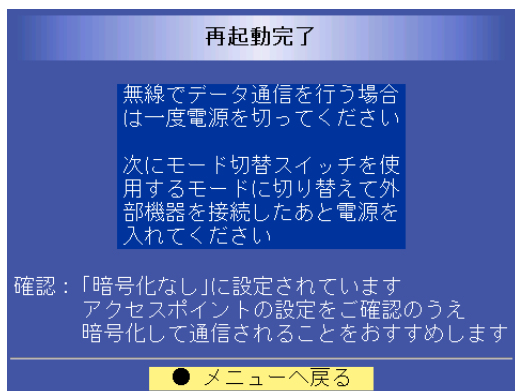 再起動完了
無線でデータ通信を行う場合
は一度電源を切ってください
次にモード切替スイッチを使
用するモードに切り替えて外
部機器を接続したあと電源を
入れてください
確認：「暗号化なし」に設定されています
アクセスポイントの設定をご確認のうえ
暗号化して通信されることをおすすめします
● メニューへ戻る